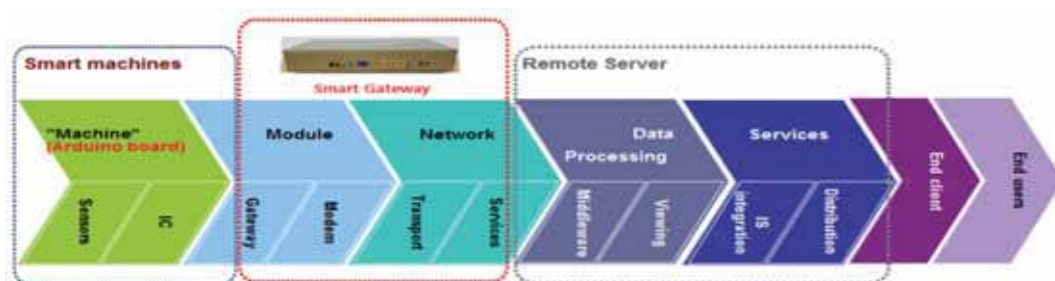 Smart machines
Smart Gateway
Remote Server
"Machine"
(Arduino board)
Module
Network
Data
Processing
Services
End client
End users
Sensors
IC
Gateway
Modem
Transport
Services
Middleware
Viewing
IS
integration
Distribution